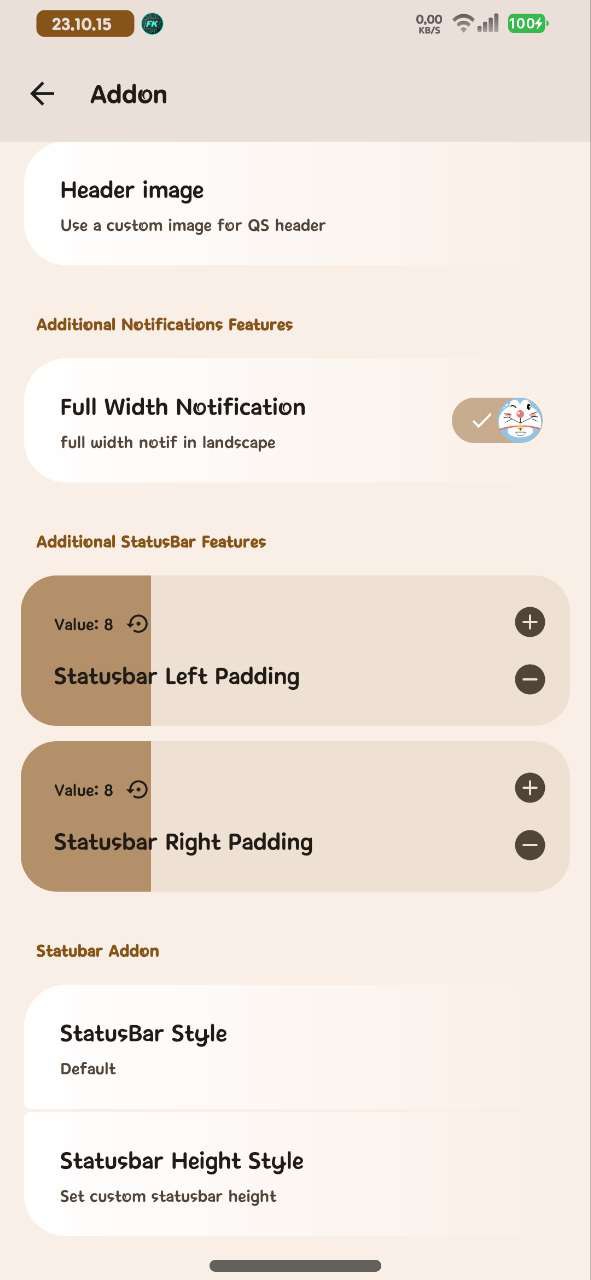 23.10.15 FK 0.00 KB/S 100
Addon
Header image
Use a custom image for QS header
Additional Notifications Features
Full Width Notification
full width notif in landscape
Additional StatusBar Features
Value: 8
Statusbar Left Padding
Value: 8
Statusbar Right Padding
Statubar Addon
StatusBar Style
Default
Statusbar Height Style
Set custom statusbar height